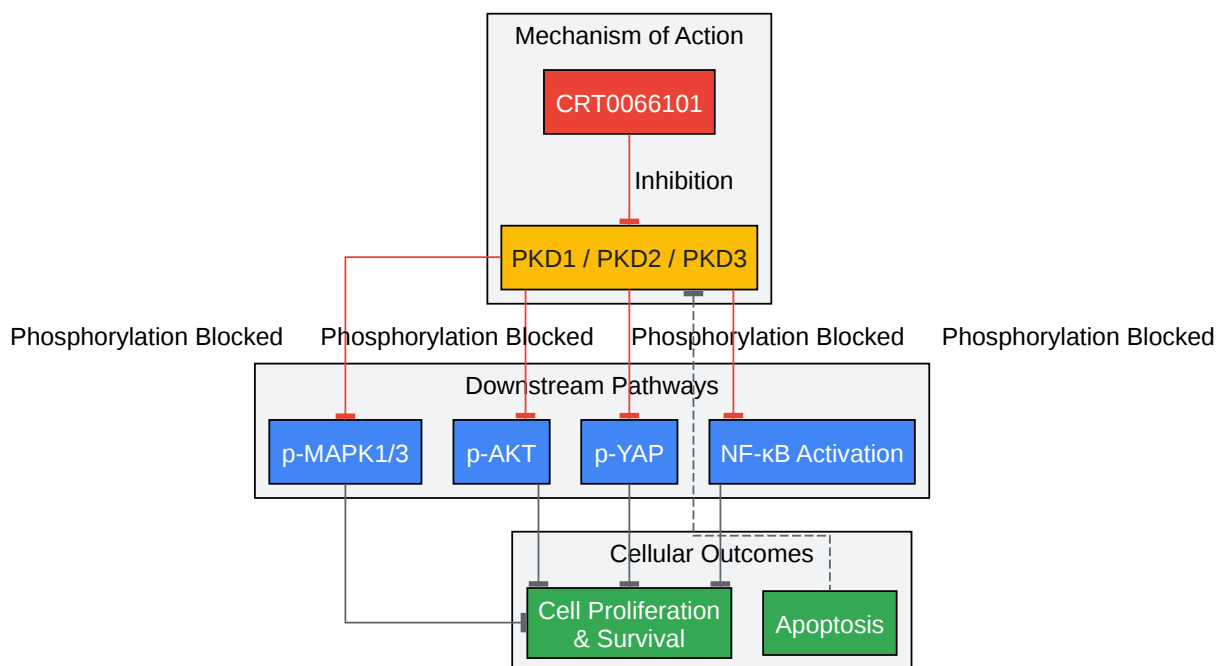 Mechanism of Action
CRT0066101
Inhibition
PKD1 / PKD2 / PKD3
Phosphorylation Blocked
Phosphorylation Blocked
Phosphorylation Blocked
Phosphorylation Blocked
Downstream Pathways
p-MAPK1/3
p-AKT
p-YAP
NF-κB Activation
Cellular Outcomes
Cell Proliferation
& Survival
Apoptosis